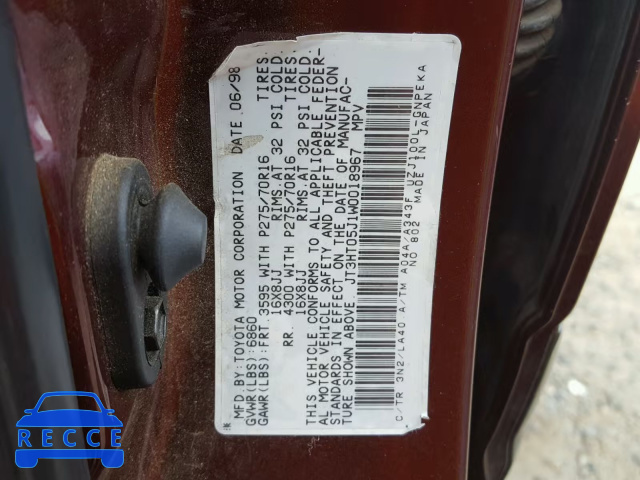 MFD. BY: TOYOTA MOTOR CORPORATION DATE 06/98
GVWR(LBS): 6860
GAWR(LBS): FRT. 3595 WITH P275/70R16 TIRES.
16X8JJ RIMS. AT 32 PSI COLD.
RR. 4300 WITH P275/70R16 TIRES.
16X8JJ RIMS. AT 32 PSI COLD.
THIS VEHICLE CONFORMS TO ALL APPLICABLE FEDER-
AL MOTOR VEHICLE SAFETY AND THEFT PREVENTION
STANDARDS IN EFFECT ON THE DATE OF MANUFAC-
TURE SHOWN ABOVE. JT3HT05J1W0018967 MPV
C/TR 3N2/LA40 A/TM A04A/A343F UZJ100L-GNPEKA
NO 802 MADE IN JAPAN
RECCE